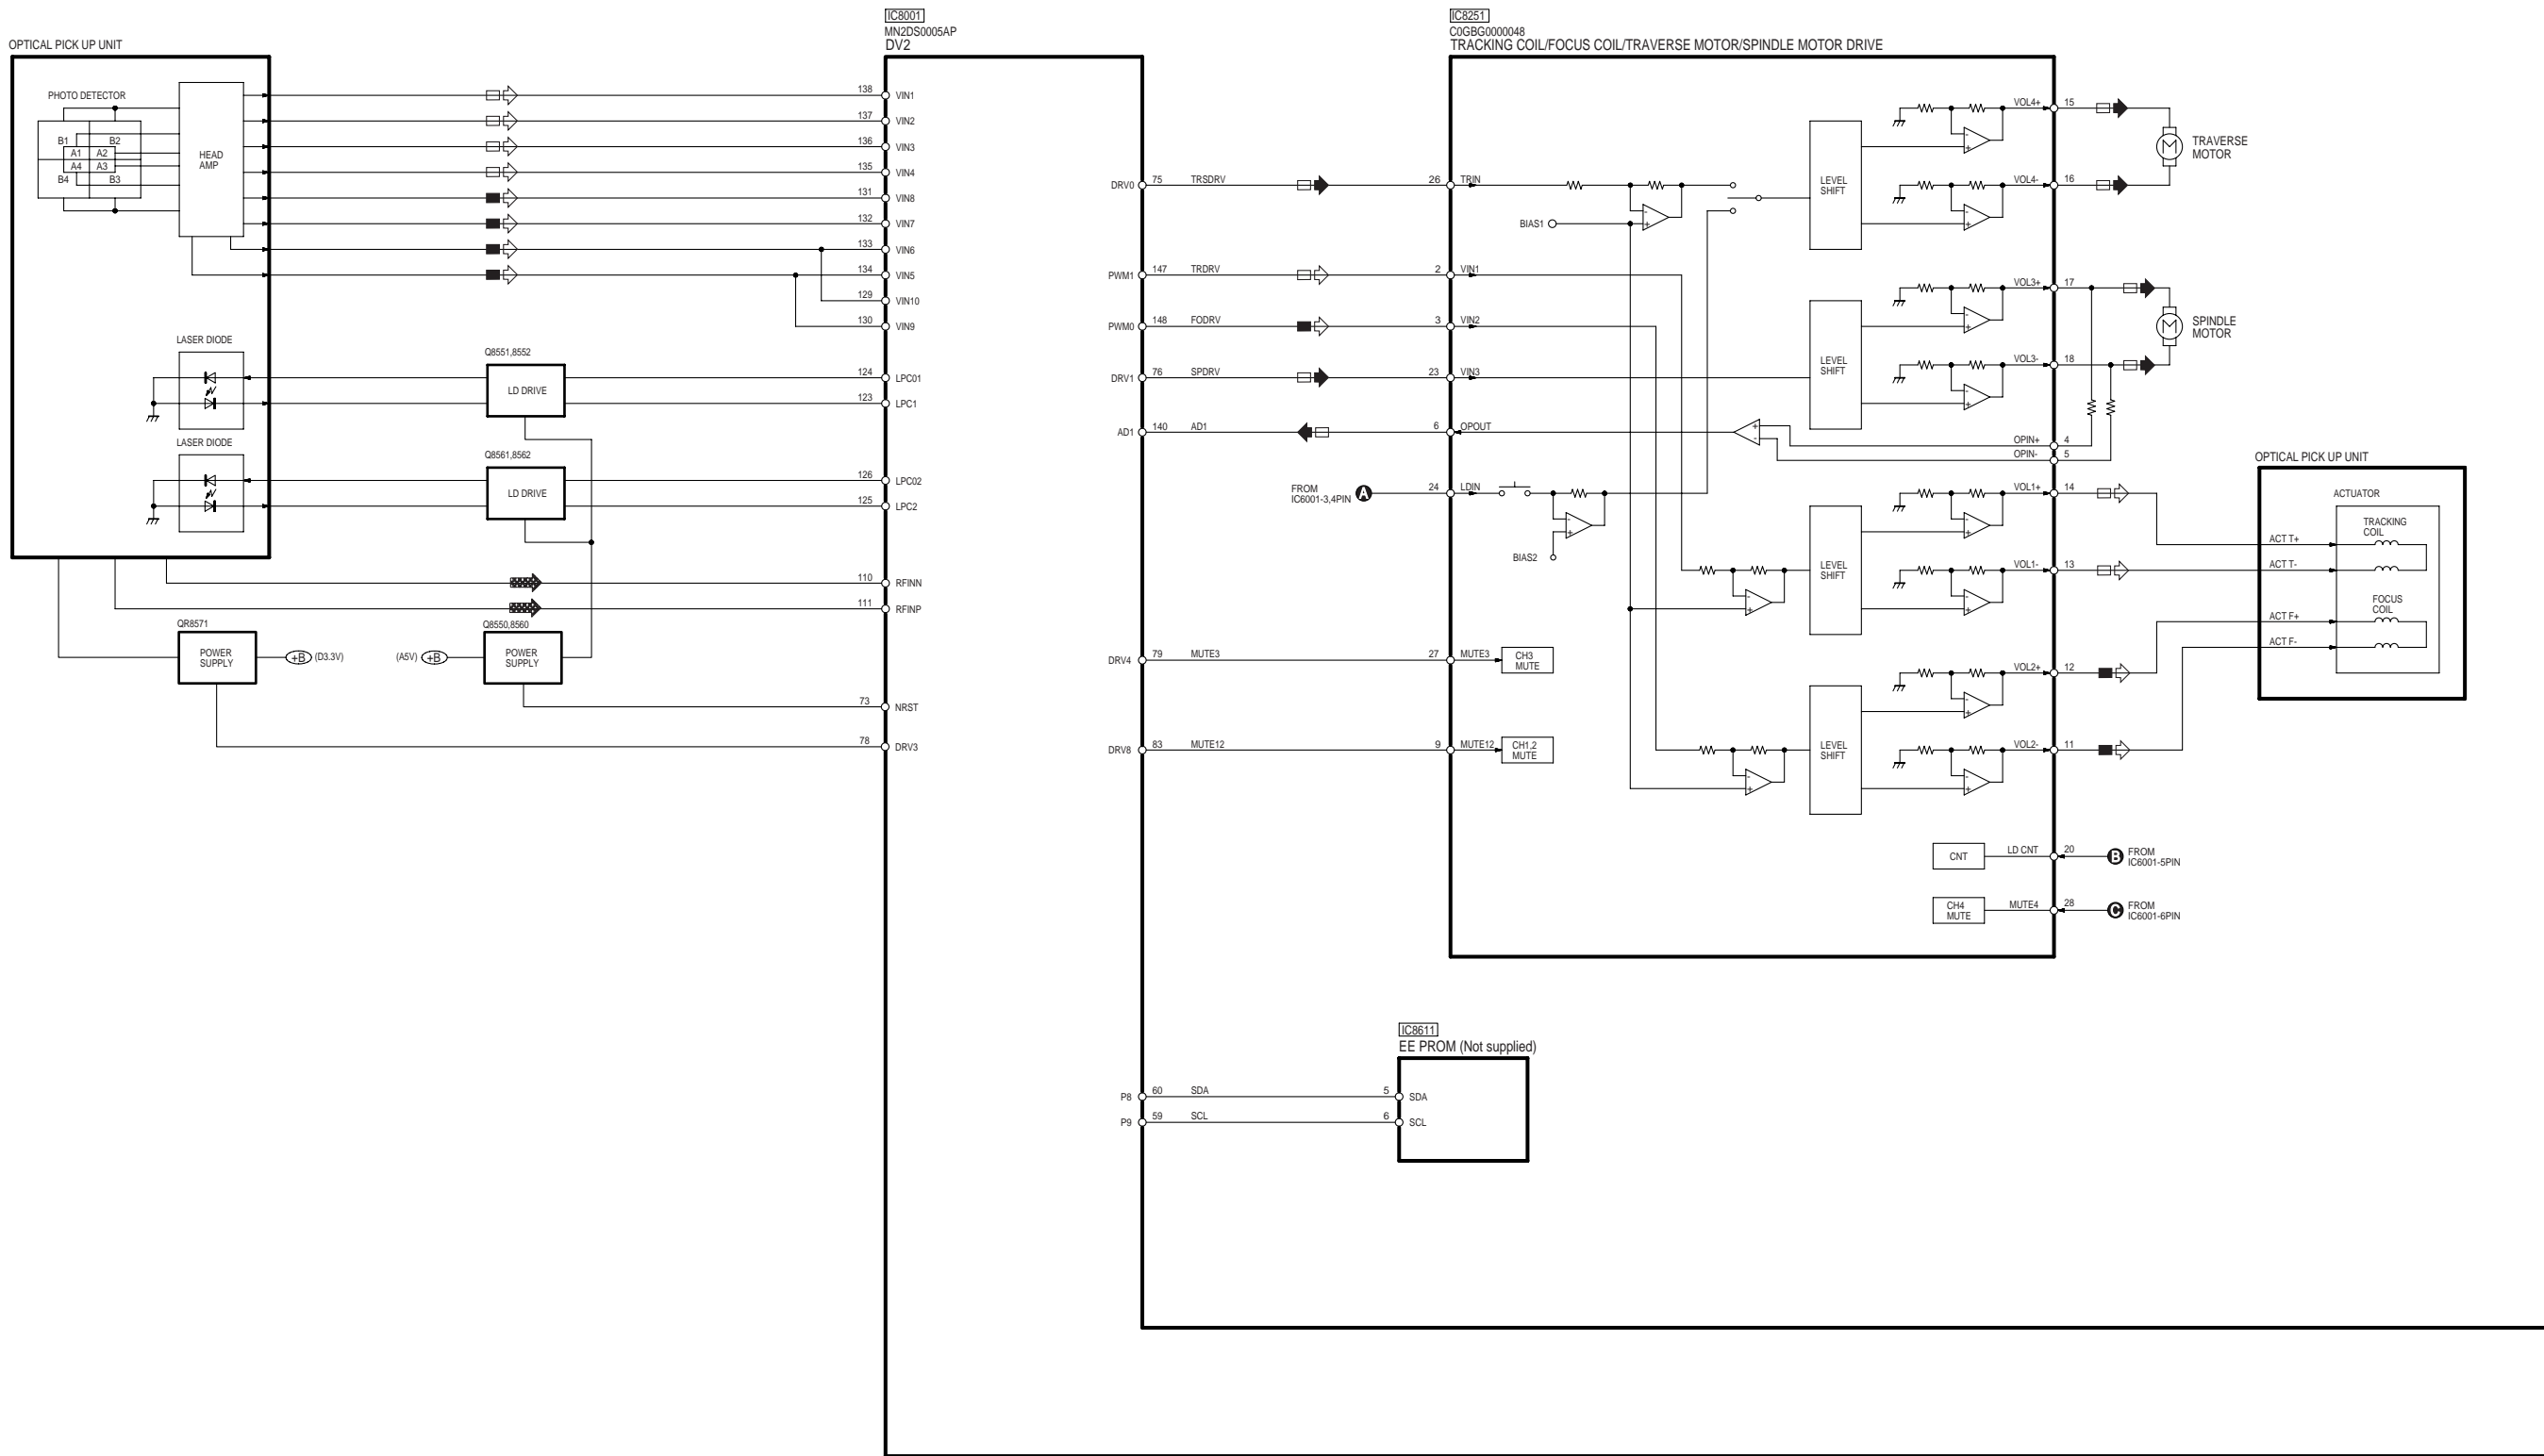 OPTICAL PICK UP UNIT
PHOTO DETECTOR
B1
B2
A1
A2
A4
A3
B4
B3
HEAD
AMP
LASER DIODE
LASER DIODE
Q8551,8552
LD DRIVE
Q8561,8562
LD DRIVE
QR8571
POWER
SUPPLY
+B (D3.3V)
(A5V) +B
Q8550,8560
POWER
SUPPLY
IC8001
MN2DS0005AP
DV2
138 VIN1
137 VIN2
136 VIN3
135 VIN4
131 VIN8
132 VIN7
133 VIN6
134 VIN5
129 VIN10
130 VIN9
124 LPC01
123 LPC1
126 LPC02
125 LPC2
110 RFINN
111 RFINP
73 NRST
78 DRV3
DRV0 75 TRSDRV
PWM1 147 TRDRV
PWM0 148 FODRV
DRV1 76 SPDRV
AD1 140 AD1
DRV4 79 MUTE3
DRV8 83 MUTE12
P8 60 SDA
P9 59 SCL
IC8251
C0GBG0000048
TRACKING COIL/FOCUS COIL/TRAVERSE MOTOR/SPINDLE MOTOR DRIVE
26 TRIN
BIAS1
2 VIN1
3 VIN2
23 VIN3
6 OPOUT
FROM
IC6001-3,4PIN
A
24 LDIN
BIAS2
27 MUTE3
CH3
MUTE
9 MUTE12
CH1,2
MUTE
LEVEL
SHIFT
LEVEL
SHIFT
LEVEL
SHIFT
LEVEL
SHIFT
VOL4+ 15
VOL4- 16
VOL3+ 17
VOL3- 18
OPIN+ 4
OPIN- 5
VOL1+ 14
VOL1- 13
VOL2+ 12
VOL2- 11
CNT
LD CNT 20
B
FROM
IC6001-5PIN
CH4
MUTE
MUTE4 28
C
FROM
IC6001-6PIN
M
TRAVERSE
MOTOR
M
SPINDLE
MOTOR
OPTICAL PICK UP UNIT
ACTUATOR
TRACKING
COIL
ACT T+
ACT T-
FOCUS
COIL
ACT F+
ACT F-
IC8611
EE PROM (Not supplied)
5 SDA
6 SCL